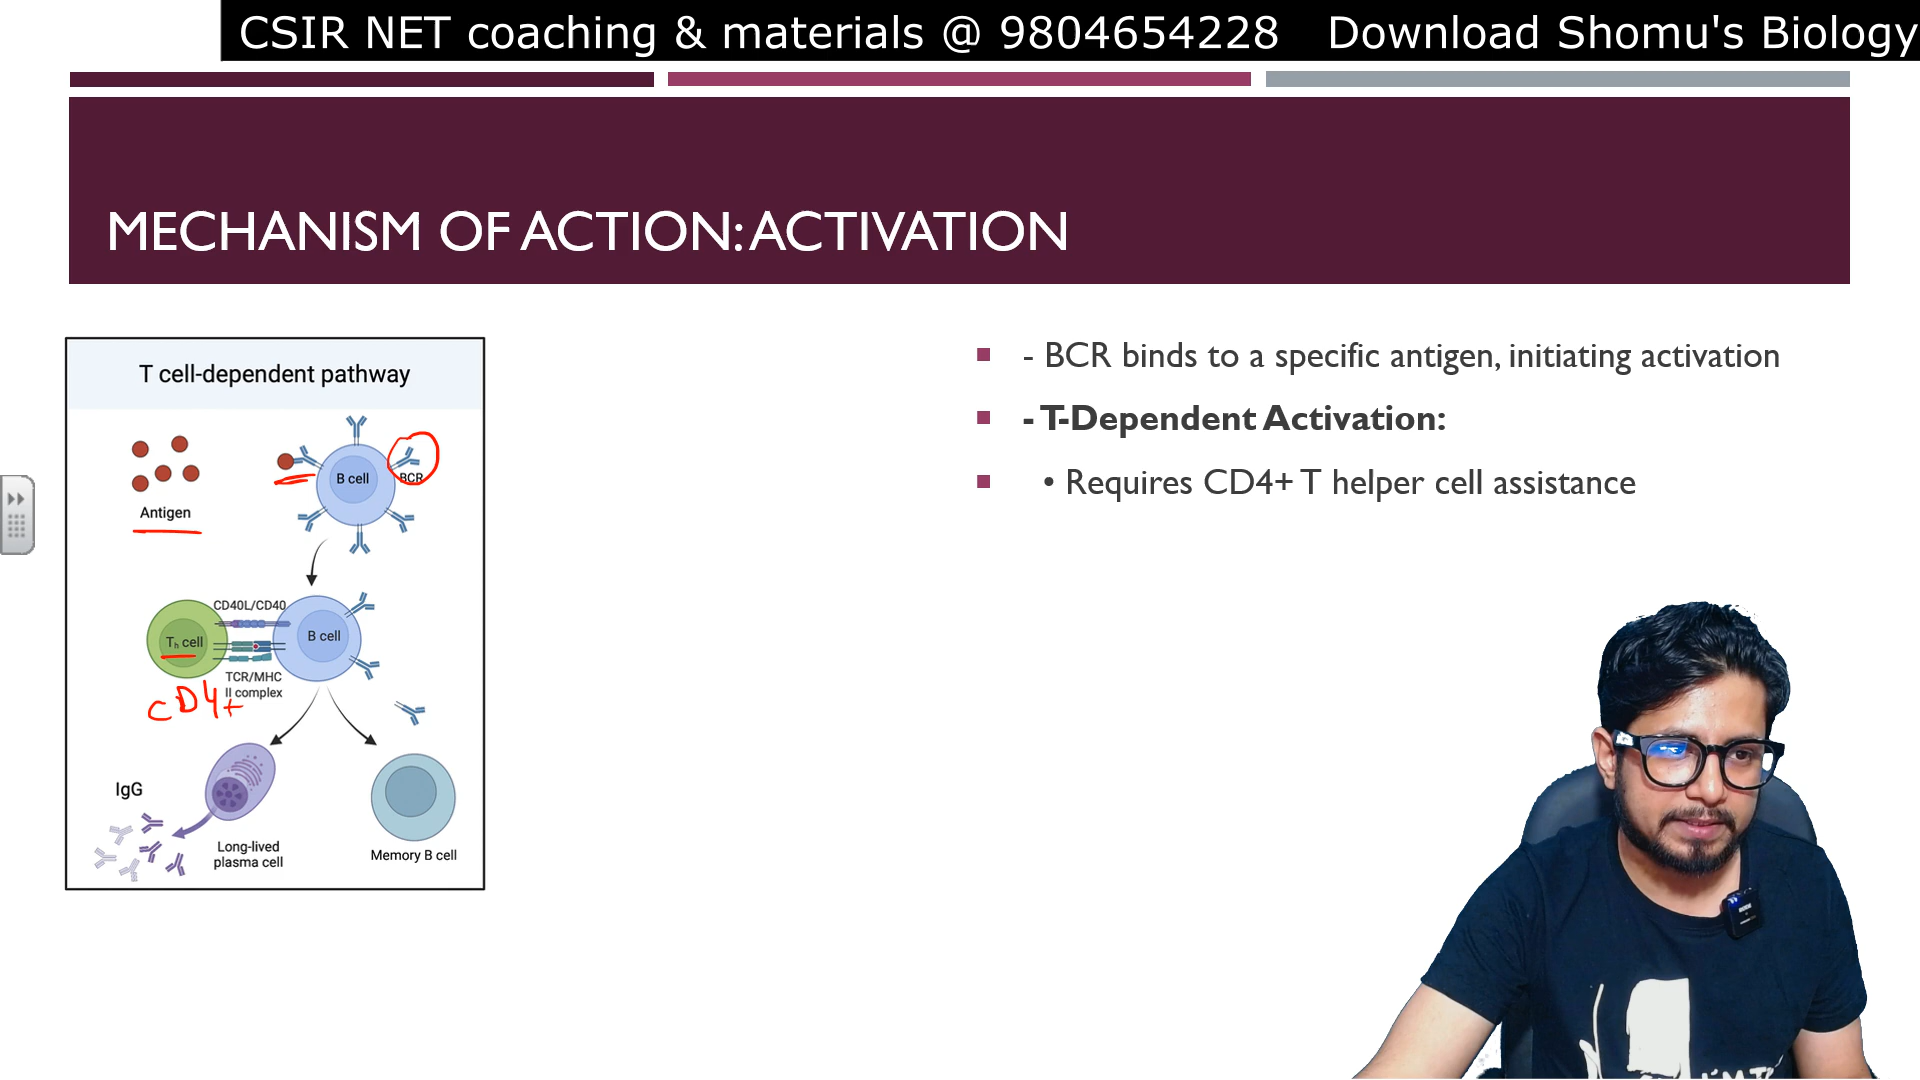 CSIR NET coaching & materials @ 9804654228 Download Shomu's Biology
MECHANISM OF ACTION: ACTIVATION
T cell-dependent pathway
Antigen
B cell
BCR
CD40L/CD40
Th cell
B cell
TCR/MHC
II complex
CD4+
IgG
Long-lived
plasma cell
Memory B cell
- BCR binds to a specific antigen, initiating activation
- T-Dependent Activation:
• Requires CD4+ T helper cell assistance